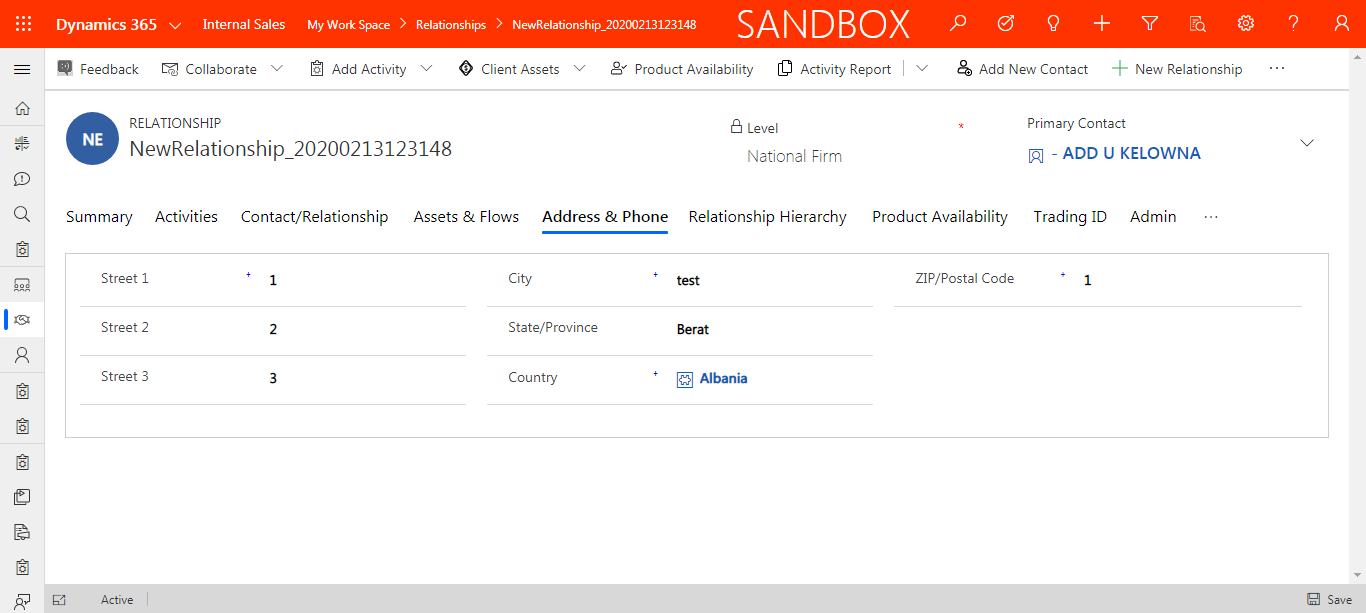 Dynamics 365 Internal Sales My Work Space > Relationships > NewRelationship_20200213123148 SANDBOX
Feedback Collaborate Add Activity Client Assets Product Availability Activity Report Add New Contact New Relationship ...
NE
RELATIONSHIP
NewRelationship_20200213123148
Level *
National Firm
Primary Contact
- ADD U KELOWNA
Summary Activities Contact/Relationship Assets & Flows Address & Phone Relationship Hierarchy Product Availability Trading ID Admin ...
Street 1 + 1 City + test ZIP/Postal Code + 1
Street 2 2 State/Province Berat
Street 3 3 Country + Albania
Active Save